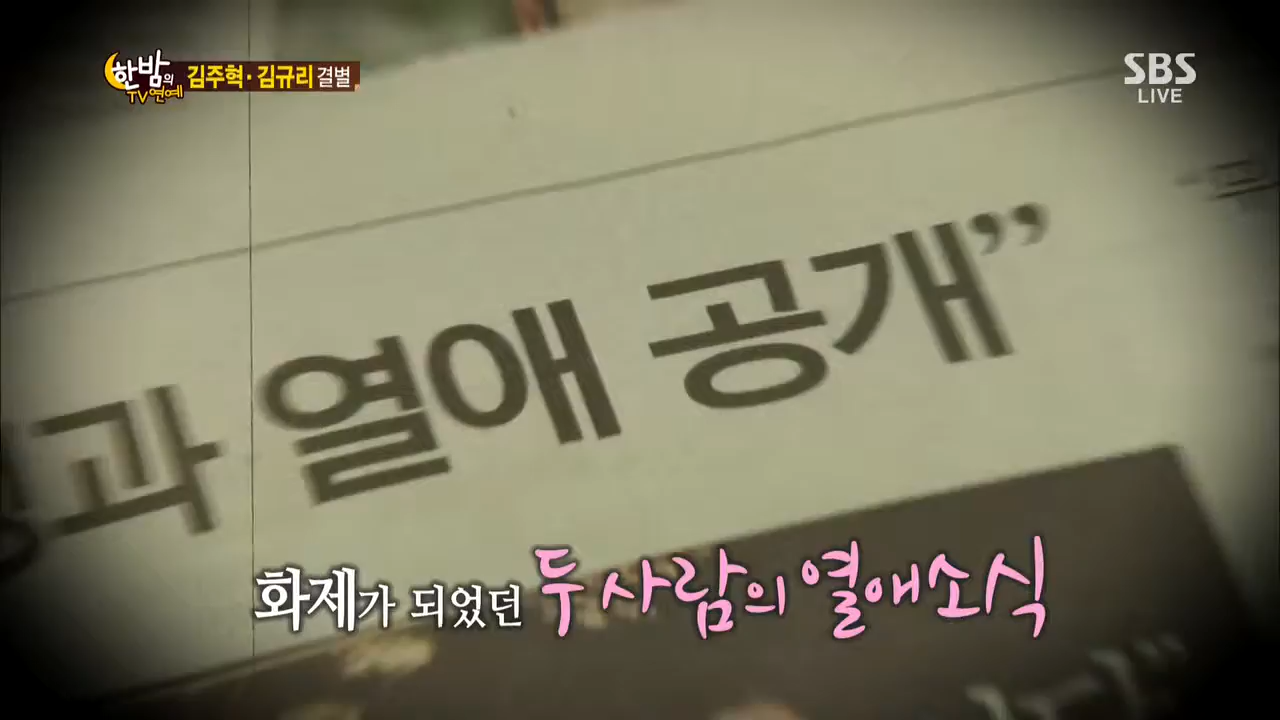 한밤의
TV연예
김주혁·김규리 결별
SBS
LIVE
과 열애 공개”
화제가 되었던 두 사람의 열애소식